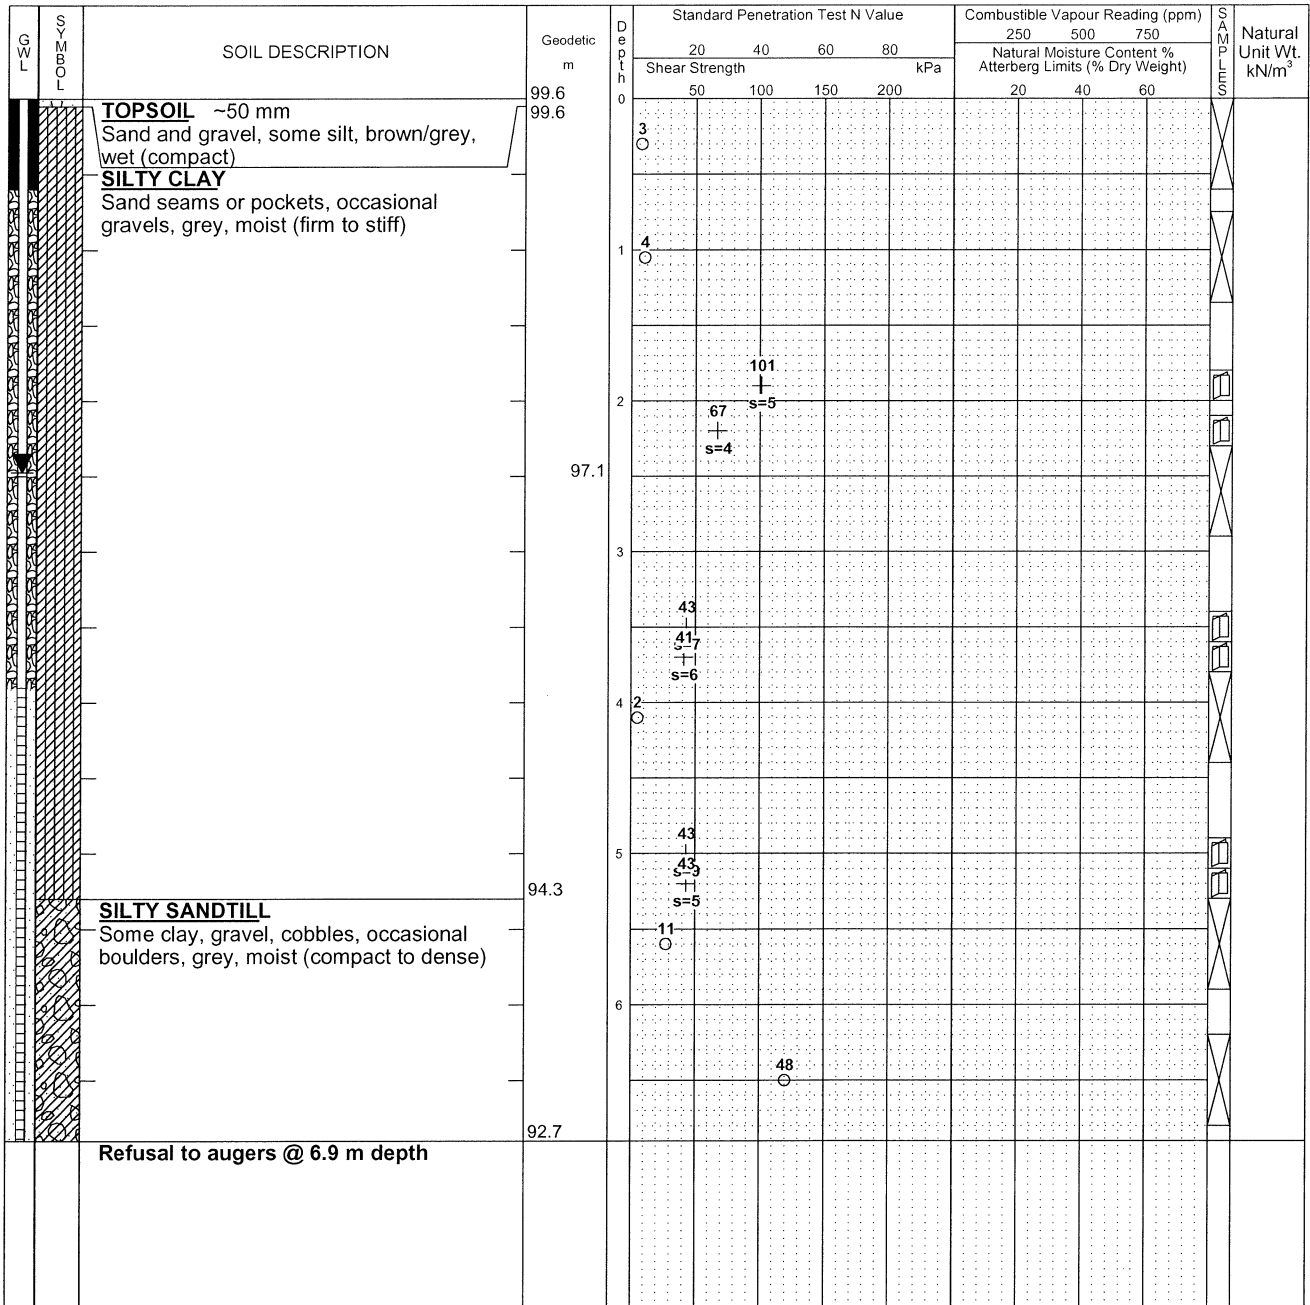 GWL
SYMBOL
SOIL DESCRIPTION
Geodetic
m
Depth
Standard Penetration Test N Value
20 40 60 80
Shear Strength kPa
50 100 150 200
Combustible Vapour Reading (ppm)
250 500 750
Natural Moisture Content %
Atterberg Limits (% Dry Weight)
20 40 60
SAMPLES
Natural
Unit Wt.
kN/m³
99.6
0
TOPSOIL ~50 mm
99.6
Sand and gravel, some silt, brown/grey,
wet (compact)
3
SILTY CLAY
Sand seams or pockets, occasional
gravels, grey, moist (firm to stiff)
4
1
101
2
s=5
67
s=4
97.1
3
43
41
s=7
s=6
4
2
43
5
43
s=5
94.3
SILTY SANDTILL
Some clay, gravel, cobbles, occasional
boulders, grey, moist (compact to dense)
11
6
48
92.7
Refusal to augers @ 6.9 m depth